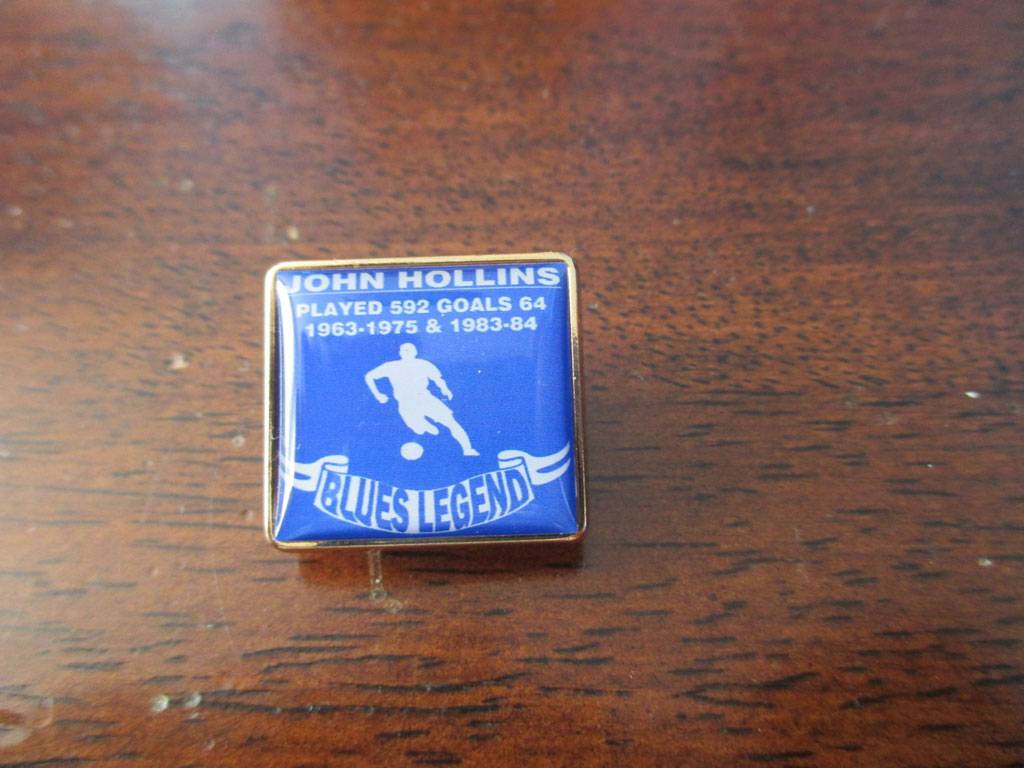 JOHN HOLLINS
PLAYED 592 GOALS 64
1963-1975 & 1983-84
BLUES LEGEND